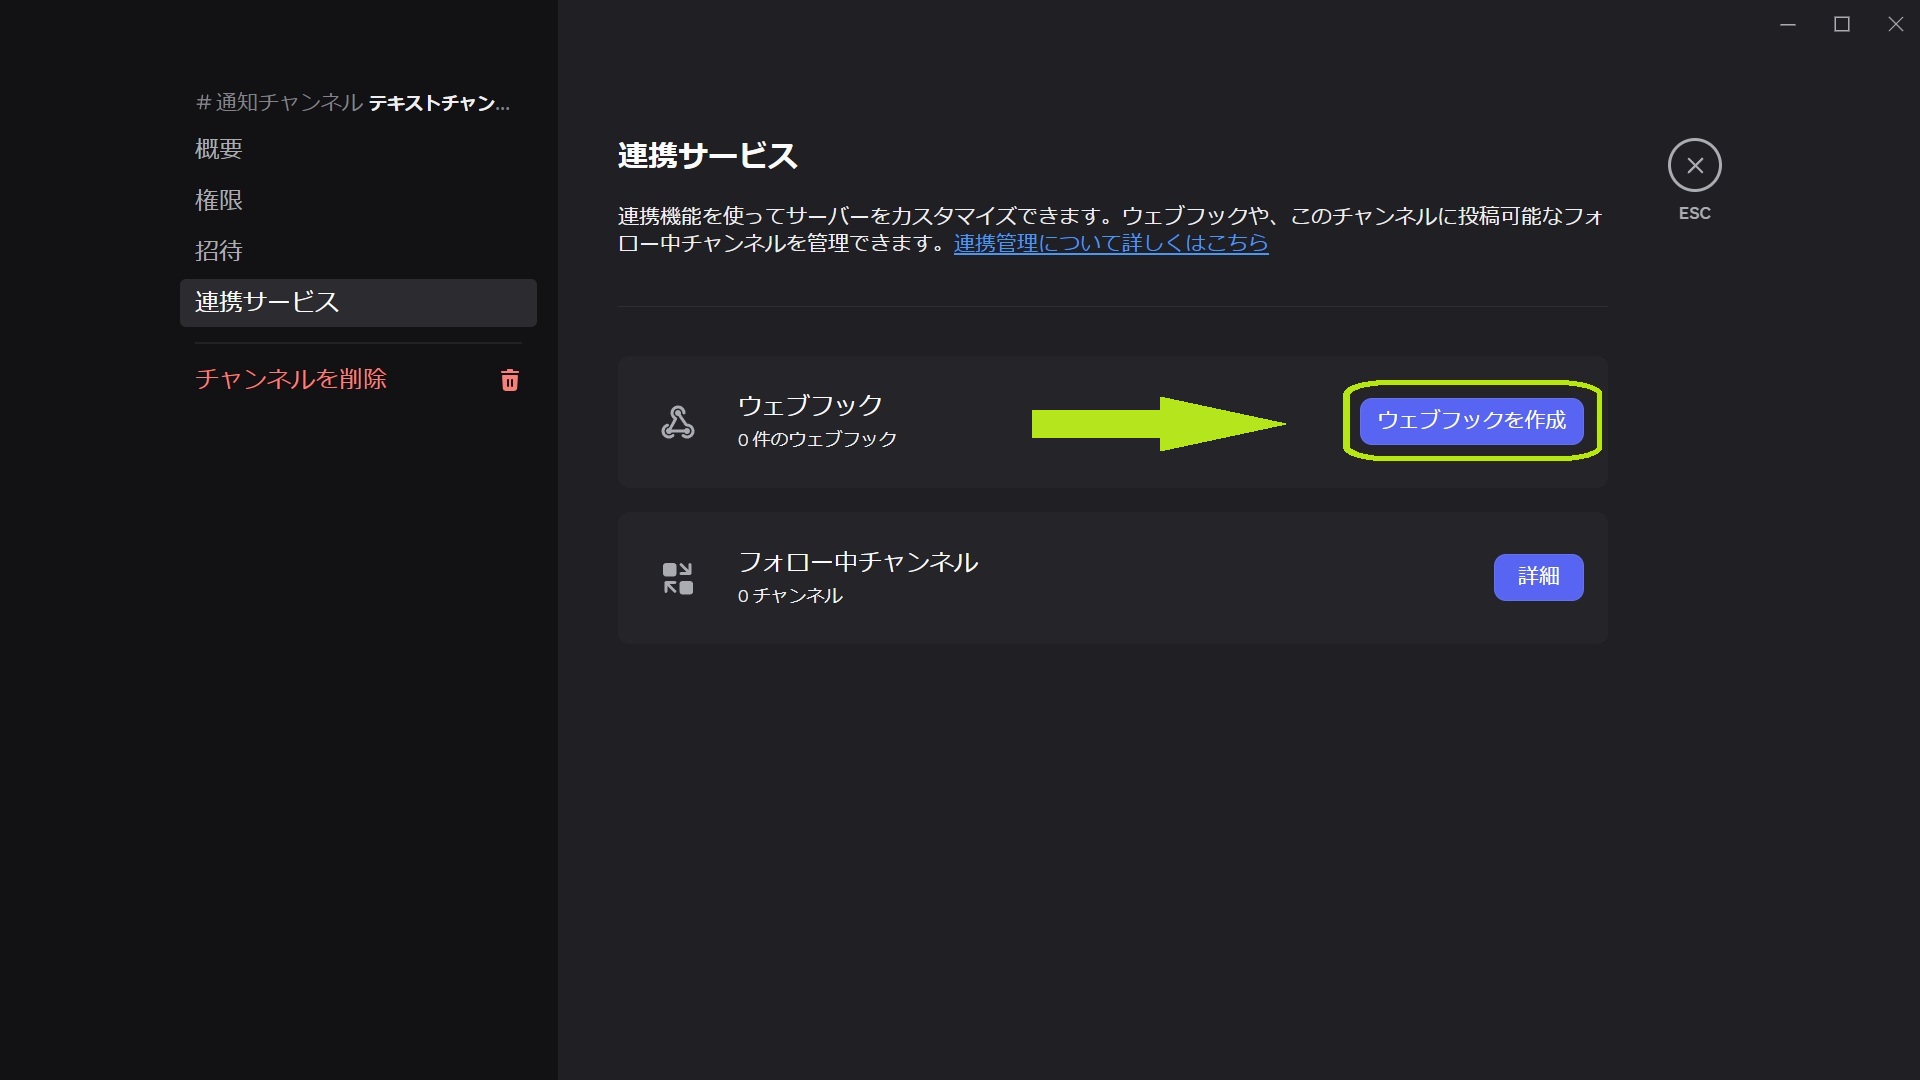 #通知チャンネル テキストチャン...
概要
権限
招待
連携サービス
チャンネルを削除
連携サービス
連携機能を使ってサーバーをカスタマイズできます。ウェブフックや、このチャンネルに投稿可能なフォ
ロー中チャンネルを管理できます。連携管理について詳しくはこちら
ESC
ウェブフック
0 件のウェブフック
ウェブフックを作成
フォロー中チャンネル
0 チャンネル
詳細